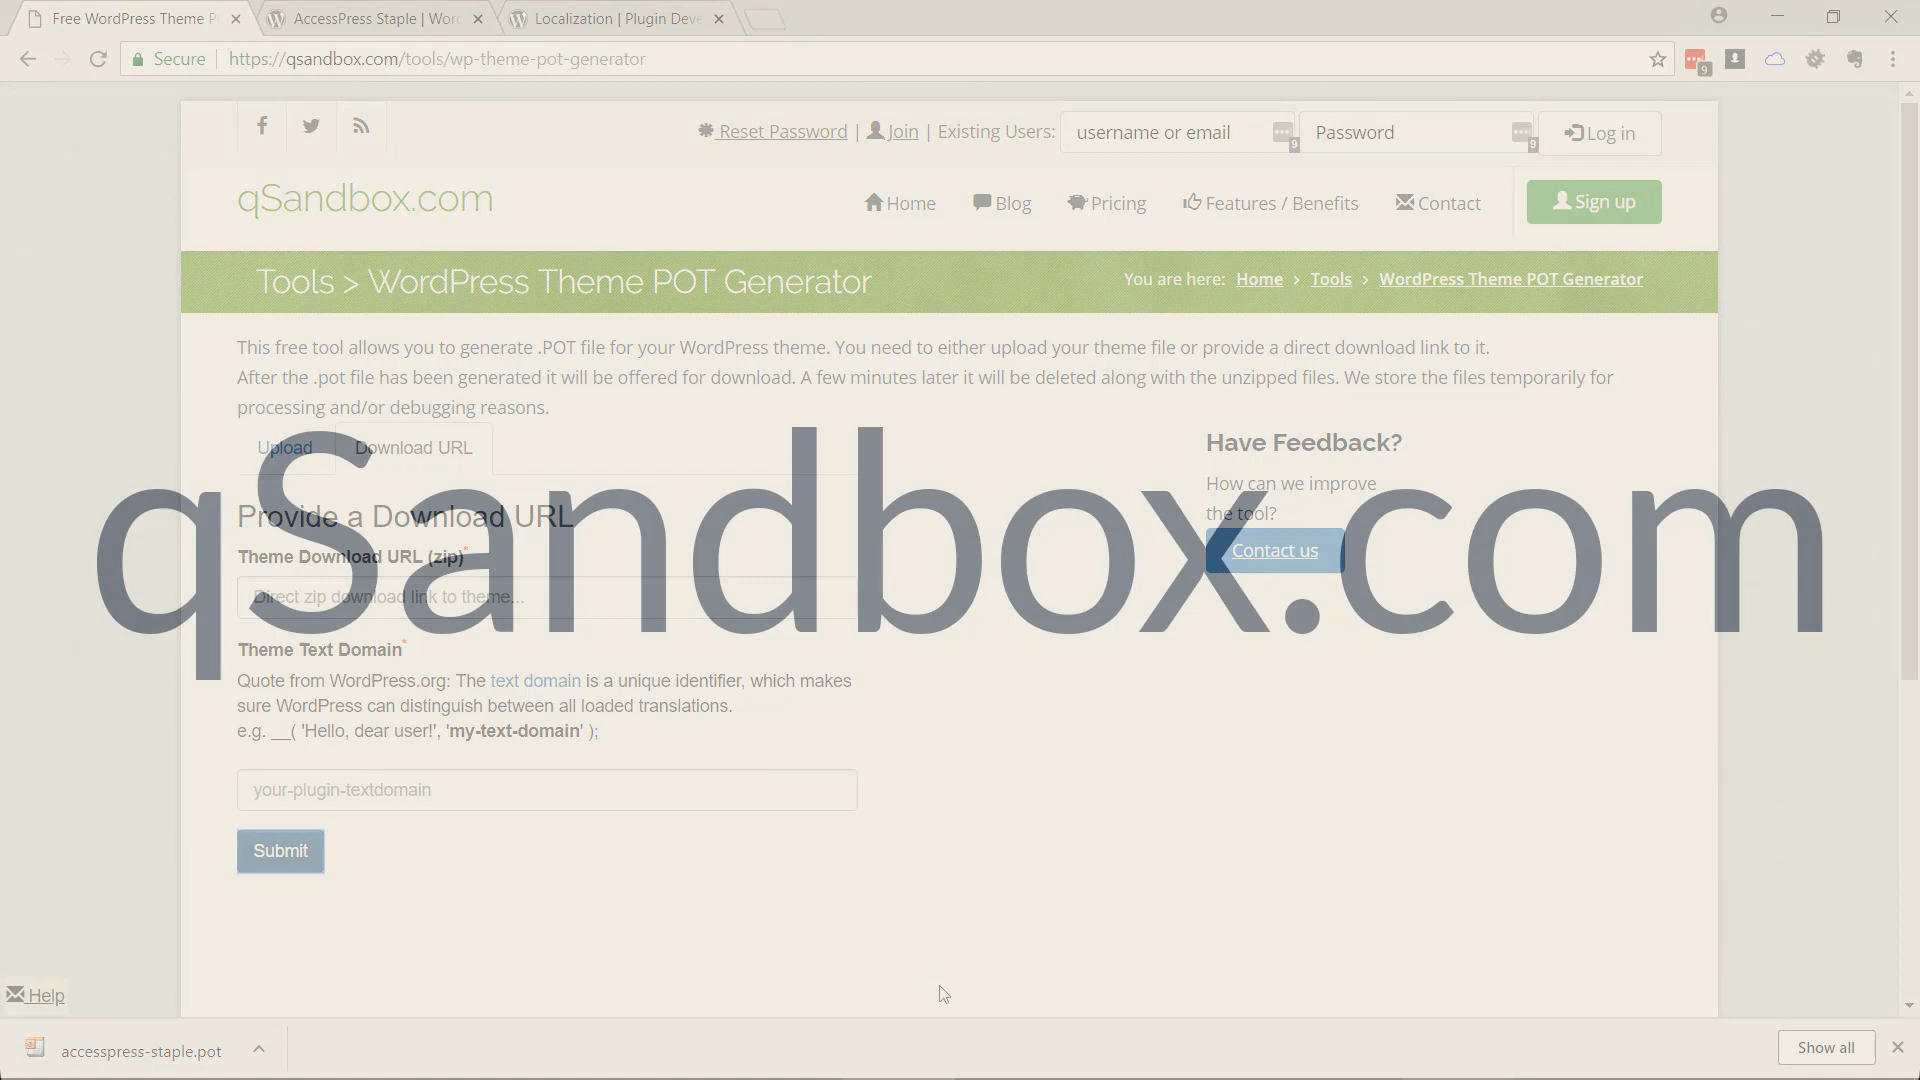 Free WordPress Theme P
AccessPress Staple | Word
Localization | Plugin Deve
Secure
https://qsandbox.com/tools/wp-theme-pot-generator
9
Reset Password | Join | Existing Users:
username or email
9
Password
9
Log in
qSandbox.com
Home
Blog
Pricing
Features / Benefits
Contact
Sign up
Tools > WordPress Theme POT Generator
You are here: Home > Tools > WordPress Theme POT Generator
This free tool allows you to generate .POT file for your WordPress theme. You need to either upload your theme file or provide a direct download link to it.
After the .pot file has been generated it will be offered for download. A few minutes later it will be deleted along with the unzipped files. We store the files temporarily for
processing and/or debugging reasons.
Upload
Download URL
Have Feedback?
How can we improve
the tool?
Contact us
qSandbox.com
Provide a Download URL
Theme Download URL (zip)*
Direct zip download link to theme...
Theme Text Domain*
Quote from WordPress.org: The text domain is a unique identifier, which makes
sure WordPress can distinguish between all loaded translations.
e.g. __( 'Hello, dear user!', 'my-text-domain' );
your-plugin-textdomain
Submit
Help
accesspress-staple.pot
Show all